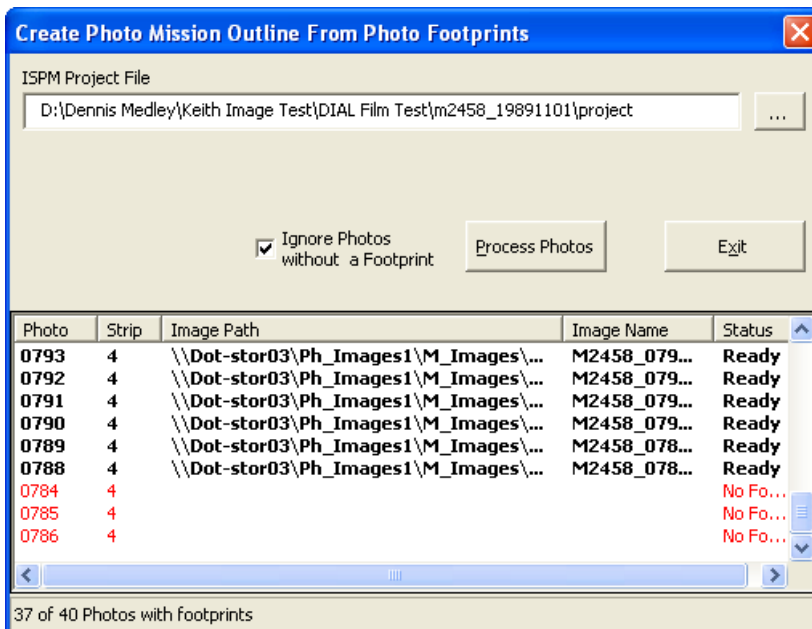 Create Photo Mission Outline From Photo Footprints
ISPM Project File
D:\Dennis Medley\Keith Image Test\DIAL Film Test\m2458_19891101\project
...
Ignore Photos
without a Footprint
Process Photos
Exit
Photo Strip Image Path Image Name Status
0793 4 \\Dot-stor03\Ph_Images1\M_Images\... M2458_079... Ready
0792 4 \\Dot-stor03\Ph_Images1\M_Images\... M2458_079... Ready
0791 4 \\Dot-stor03\Ph_Images1\M_Images\... M2458_079... Ready
0790 4 \\Dot-stor03\Ph_Images1\M_Images\... M2458_079... Ready
0789 4 \\Dot-stor03\Ph_Images1\M_Images\... M2458_078... Ready
0788 4 \\Dot-stor03\Ph_Images1\M_Images\... M2458_078... Ready
0784 4 No Fo...
0785 4 No Fo...
0786 4 No Fo...
37 of 40 Photos with footprints